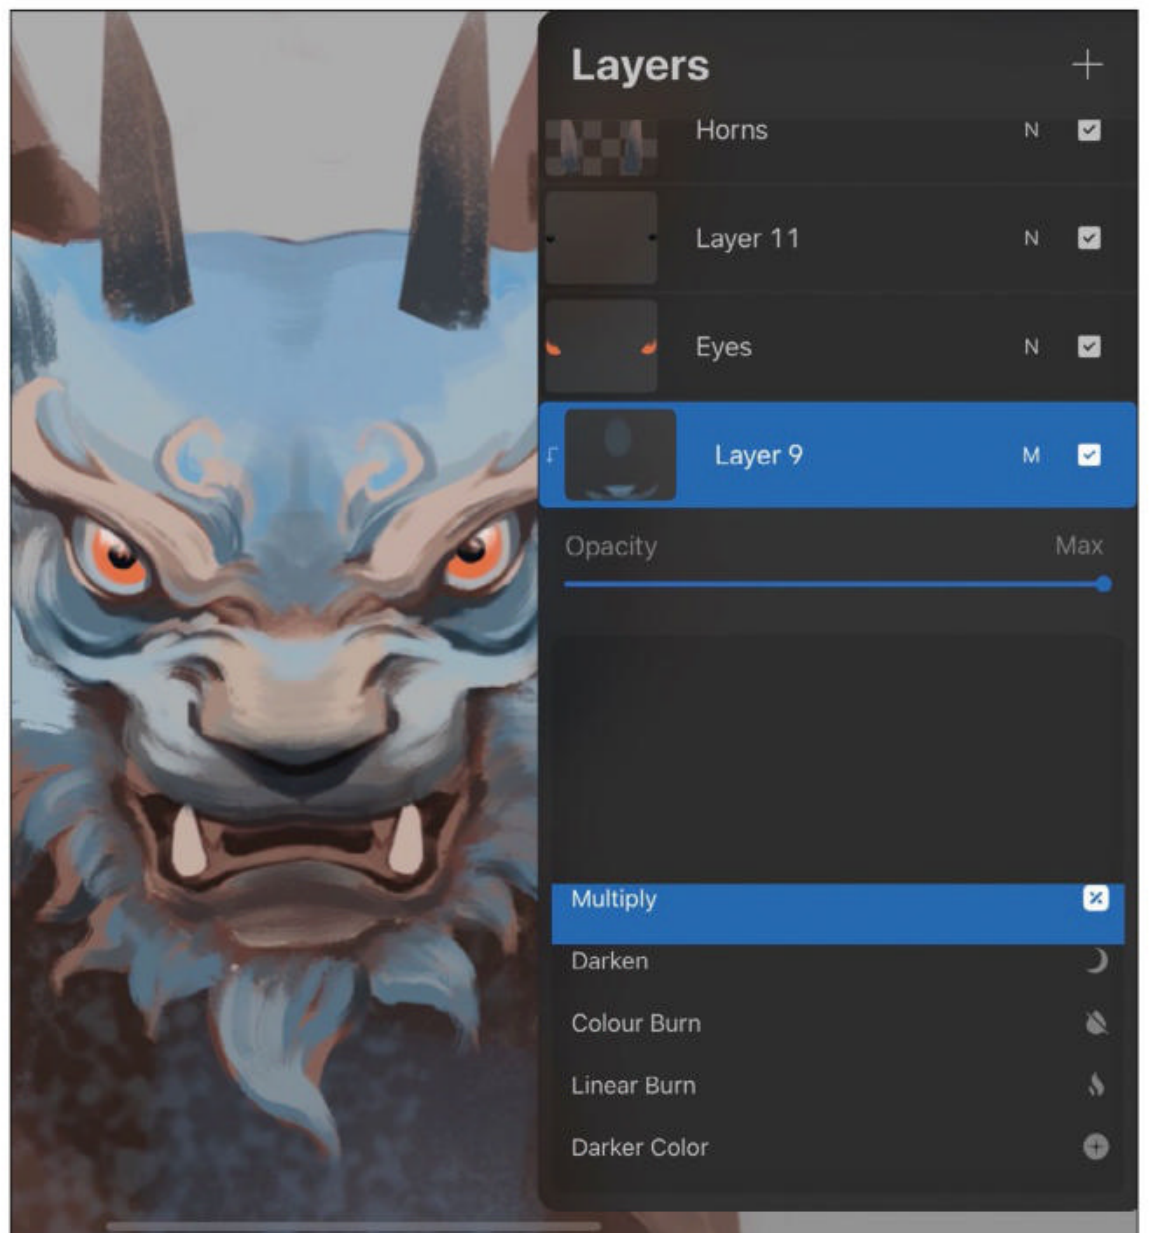 Layers
Horns N
Layer 11 N
Eyes N
Layer 9 M
Opacity Max
Multiply
Darken
Colour Burn
Linear Burn
Darker Color